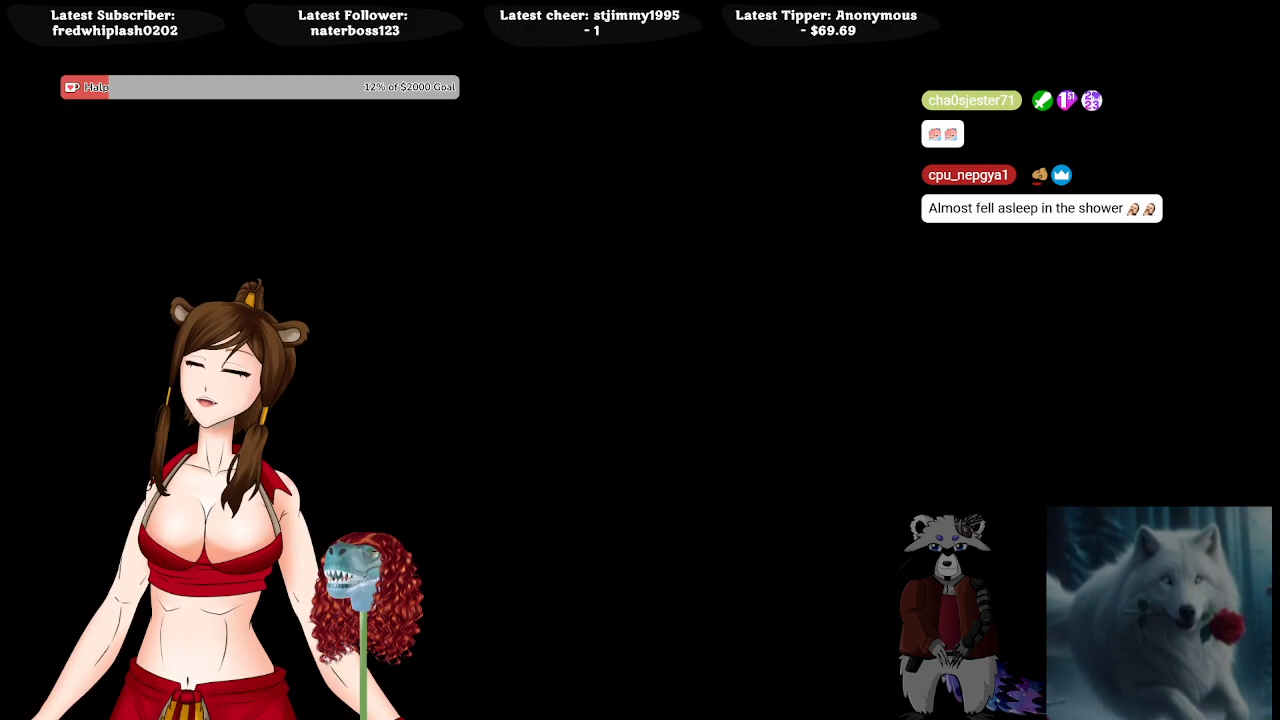 Latest Subscriber:
fredwhiplash0202
Latest Follower:
naterboss123
Latest cheer: stjimmy1995
- 1
Latest Tipper: Anonymous
- $69.69
Halo
12% of $2000 Goal
cha0sjester71
cpu_nepgya1
Almost fell asleep in the shower